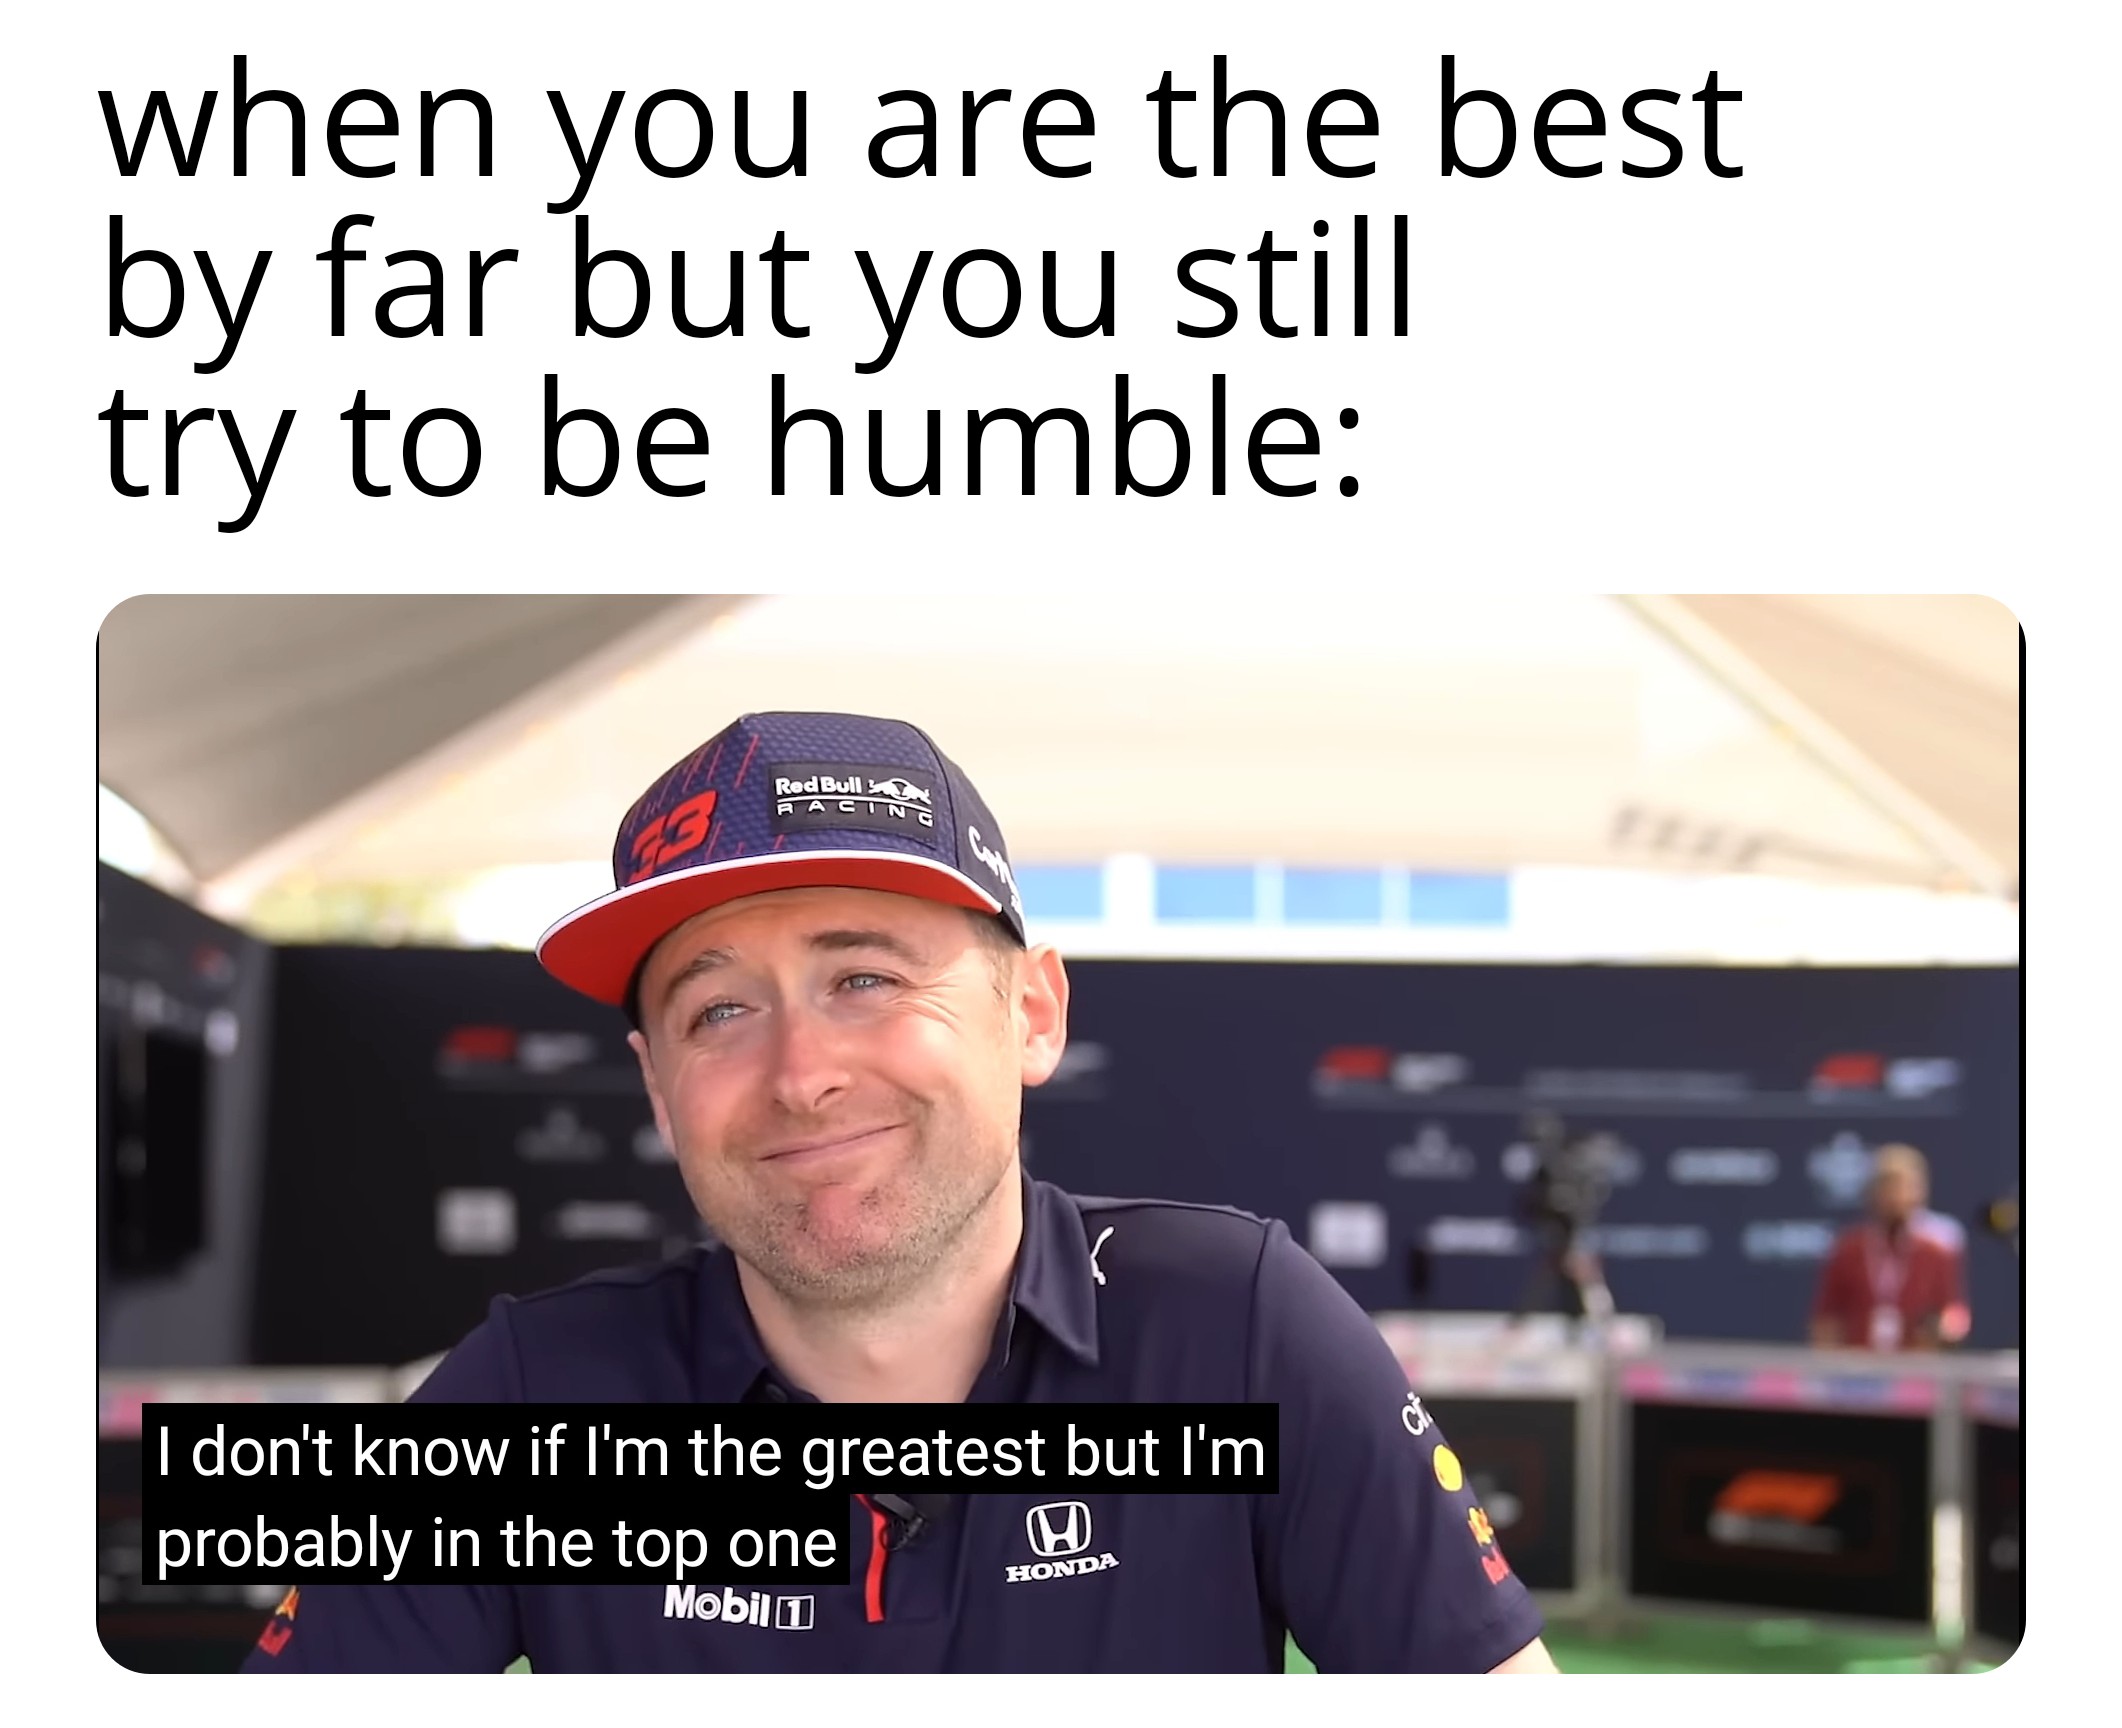 when you are the best
by far but you still
try to be humble:
33
Red Bull
RACING
I don't know if I'm the greatest but I'm
probably in the top one
HONDA
Mobil 1